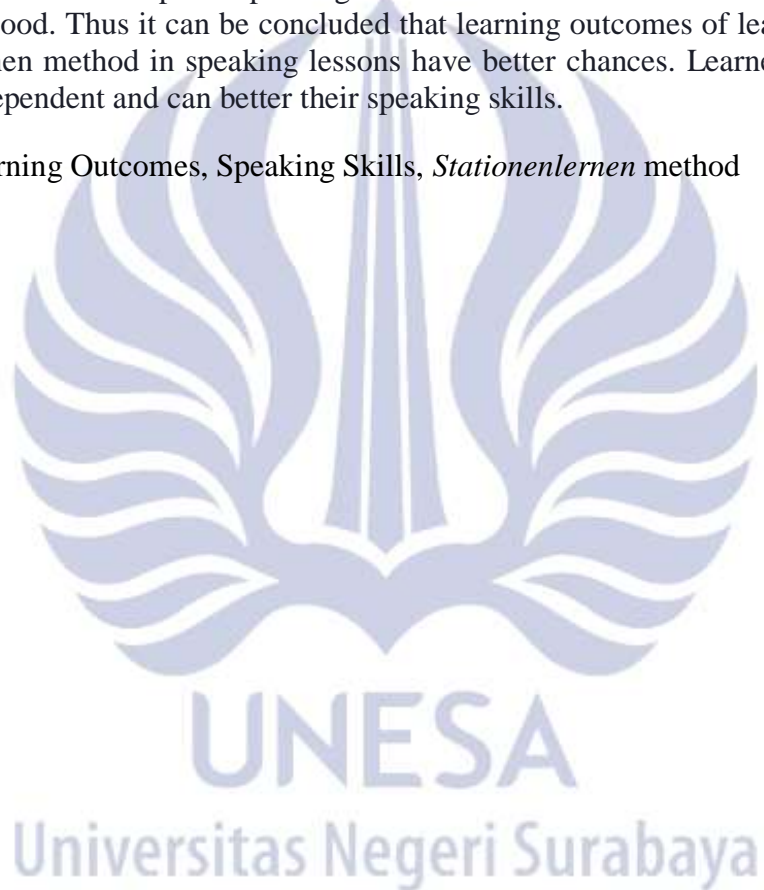 ood. Thus it can be concluded that learning outcomes of lea
nen method in speaking lessons have better chances. Learne
ependent and can better their speaking skills.
rning Outcomes, Speaking Skills, Stationenlernen method
UNESA
Universitas Negeri Surabaya